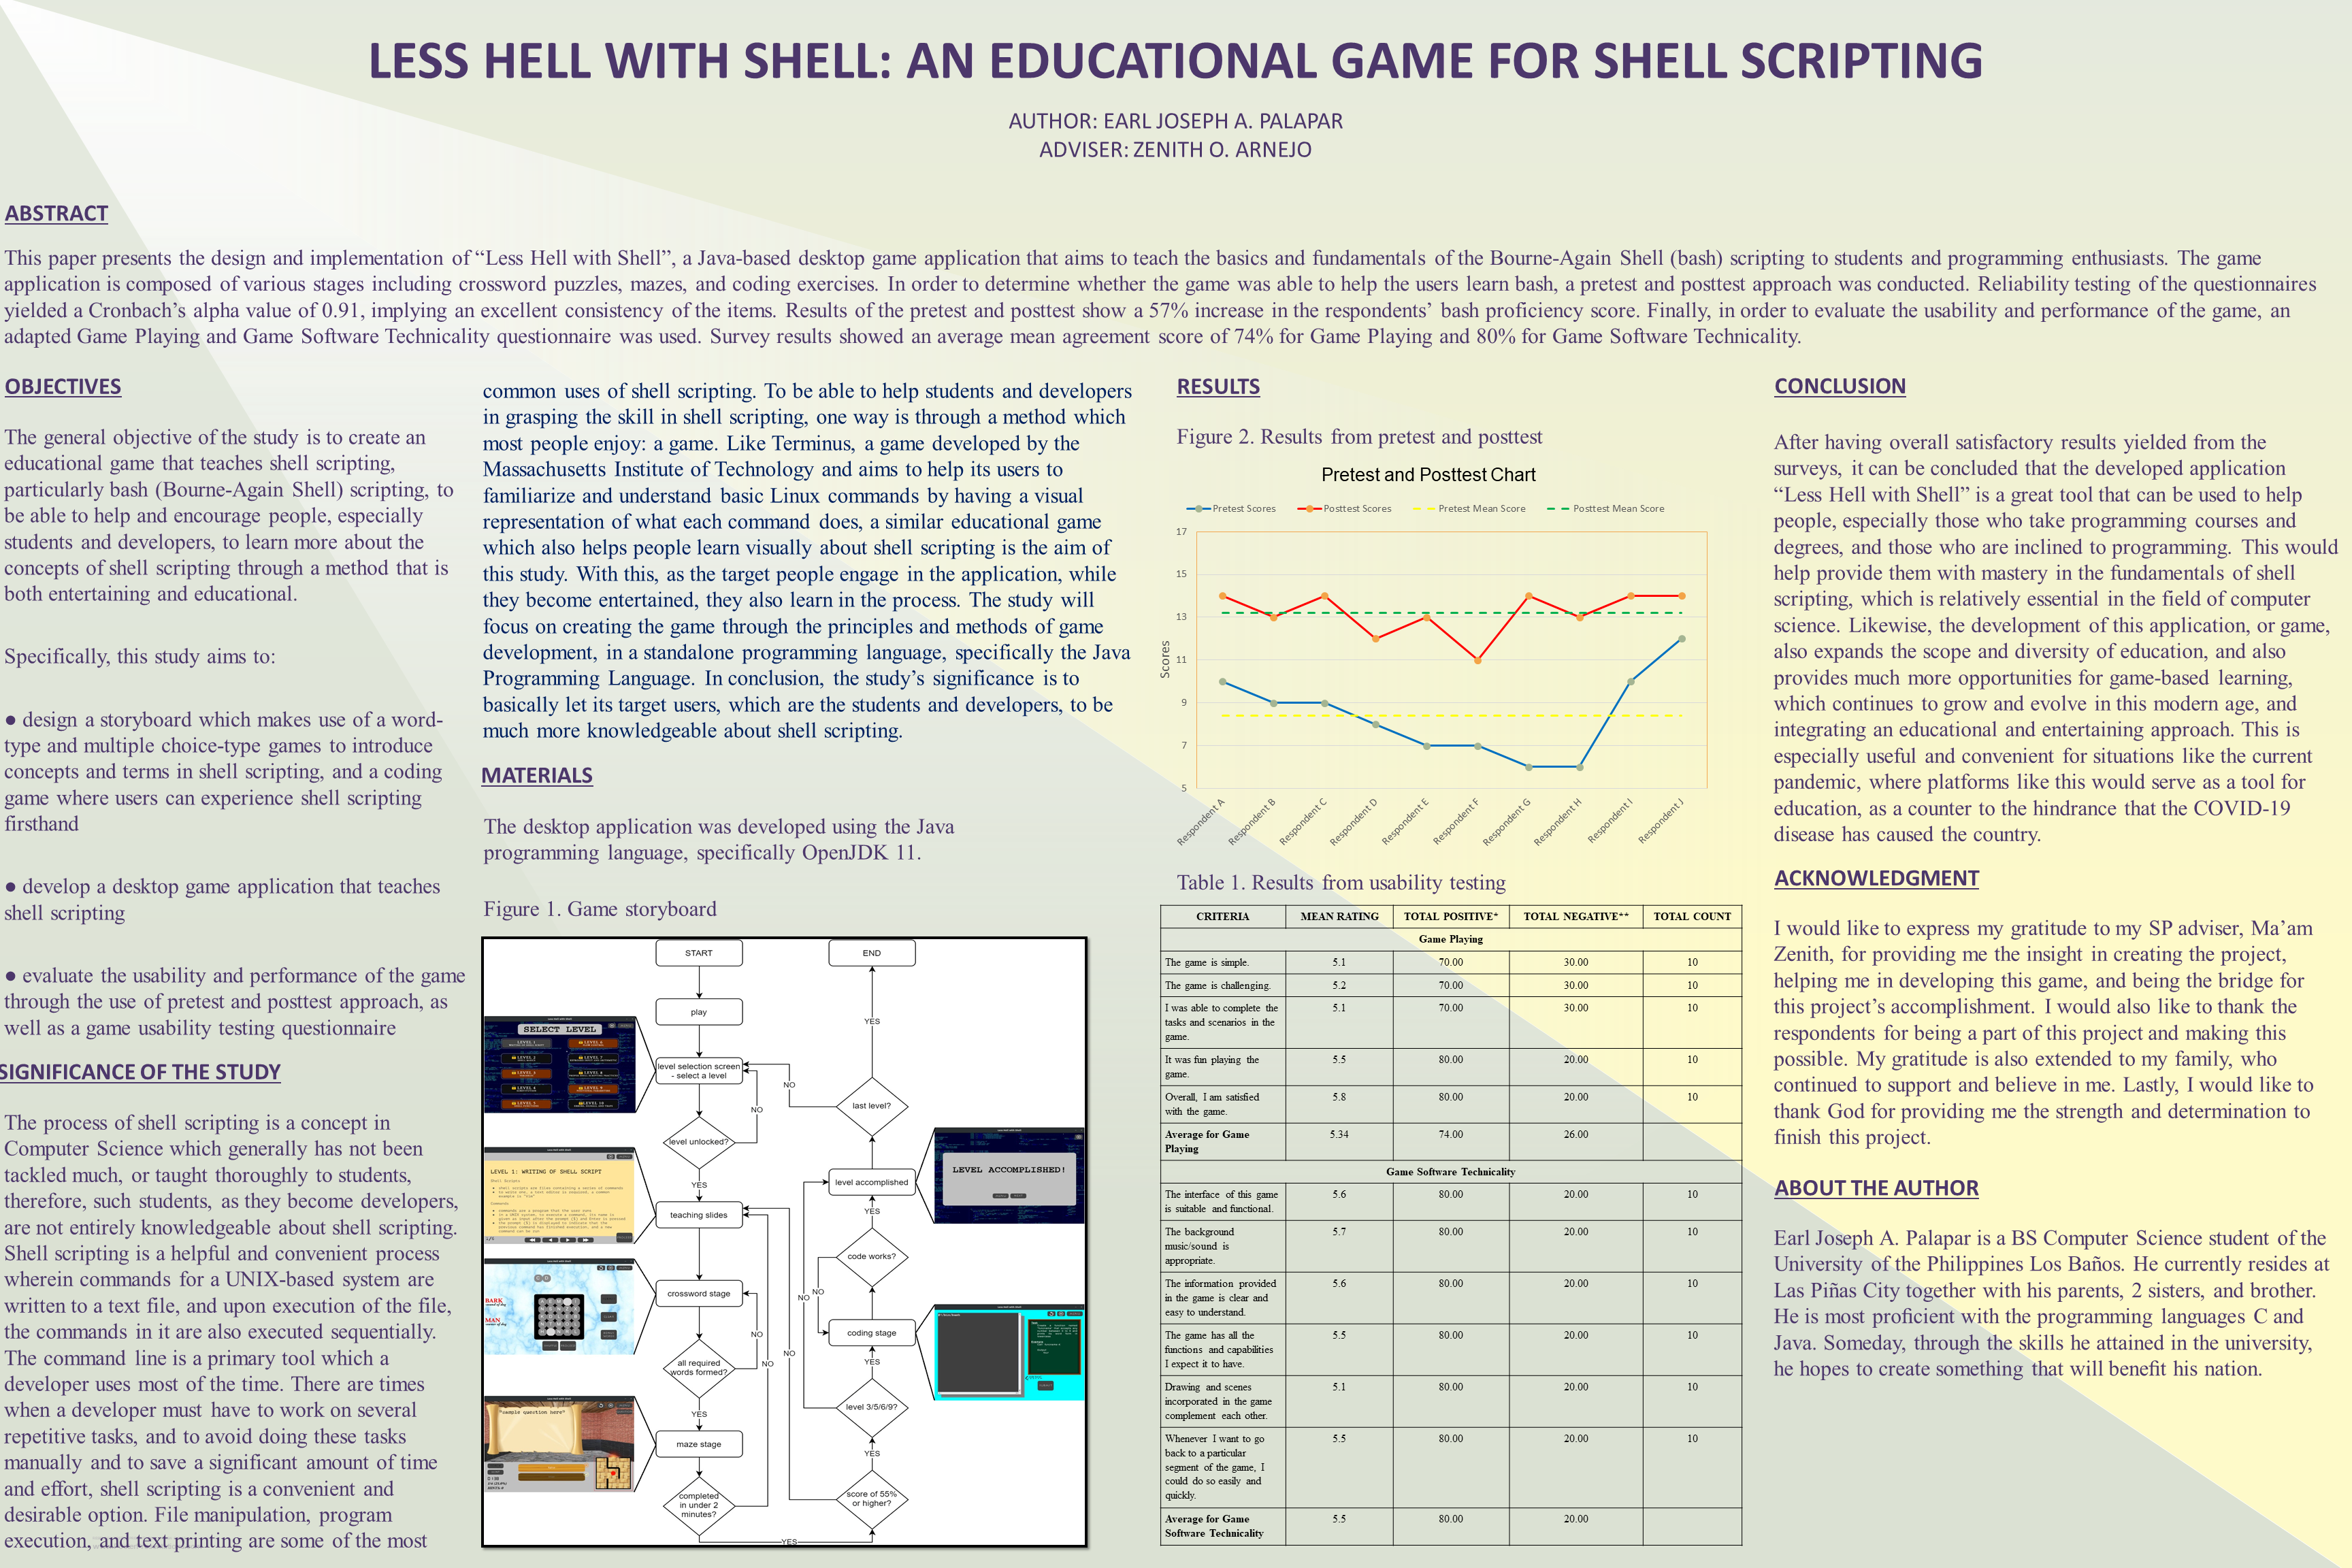 LESS HELL WITH SHELL: AN EDUCATIONAL GAME FOR SHELL SCRIPTING
AUTHOR: EARL JOSEPH A. PALAPAR
ADVISER: ZENITH O. ARNEJO
ABSTRACT
This paper presents the design and implementation of “Less Hell with Shell”, a Java-based desktop game application that aims to teach the basics and fundamentals of the Bourne-Again Shell (bash) scripting to students and programming enthusiasts. The game
application is composed of various stages including crossword puzzles, mazes, and coding exercises. In order to determine whether the game was able to help the users learn bash, a pretest and posttest approach was conducted. Reliability testing of the questionnaires
yielded a Cronbach’s alpha value of 0.91, implying an excellent consistency of the items. Results of the pretest and posttest show a 57% increase in the respondents’ bash proficiency score. Finally, in order to evaluate the usability and performance of the game, an
adapted Game Playing and Game Software Technicality questionnaire was used. Survey results showed an average mean agreement score of 74% for Game Playing and 80% for Game Software Technicality.
OBJECTIVES
The general objective of the study is to create an
educational game that teaches shell scripting,
particularly bash (Bourne-Again Shell) scripting, to
be able to help and encourage people, especially
students and developers, to learn more about the
concepts of shell scripting through a method that is
both entertaining and educational.
Specifically, this study aims to:
● design a storyboard which makes use of a word-
type and multiple choice-type games to introduce
concepts and terms in shell scripting, and a coding
game where users can experience shell scripting
firsthand
● develop a desktop game application that teaches
shell scripting
● evaluate the usability and performance of the game
through the use of pretest and posttest approach, as
well as a game usability testing questionnaire
SIGNIFICANCE OF THE STUDY
The process of shell scripting is a concept in
Computer Science which generally has not been
tackled much, or taught thoroughly to students,
therefore, such students, as they become developers,
are not entirely knowledgeable about shell scripting.
Shell scripting is a helpful and convenient process
wherein commands for a UNIX-based system are
written to a text file, and upon execution of the file,
the commands in it are also executed sequentially.
The command line is a primary tool which a
developer uses most of the time. There are times
when a developer must have to work on several
repetitive tasks, and to avoid doing these tasks
manually and to save a significant amount of time
and effort, shell scripting is a convenient and
desirable option. File manipulation, program
execution, and text printing are some of the most
common uses of shell scripting. To be able to help students and developers
in grasping the skill in shell scripting, one way is through a method which
most people enjoy: a game. Like Terminus, a game developed by the
Massachusetts Institute of Technology and aims to help its users to
familiarize and understand basic Linux commands by having a visual
representation of what each command does, a similar educational game
which also helps people learn visually about shell scripting is the aim of
this study. With this, as the target people engage in the application, while
they become entertained, they also learn in the process. The study will
focus on creating the game through the principles and methods of game
development, in a standalone programming language, specifically the Java
Programming Language. In conclusion, the study’s significance is to
basically let its target users, which are the students and developers, to be
much more knowledgeable about shell scripting.
MATERIALS
The desktop application was developed using the Java
programming language, specifically OpenJDK 11.
Figure 1. Game storyboard
START
play
SELECT LEVEL
level selection screen
- select a level
NO
level unlocked?
YES
LEVEL 1: WRITING OF SHELL SCRIPT
teaching slides
crossword stage
BARK
MAN
NO
all required
words formed?
YES
"sample question here"
maze stage
NO
completed
in under 2
minutes?
YES
END
YES
NO
last level?
LEVEL ACCOMPLISHED!
level accomplished
YES
code works?
NO
NO
coding stage
YES
level 3/5/6/9?
NO
YES
score of 55%
or higher?
RESULTS
Figure 2. Results from pretest and posttest
Pretest and Posttest Chart
Pretest Scores Posttest Scores Pretest Mean Score Posttest Mean Score
Scores
17
15
13
11
9
7
5
Respondent A Respondent B Respondent C Respondent D Respondent E Respondent F Respondent G Respondent H Respondent I Respondent J
Table 1. Results from usability testing
CRITERIA MEAN RATING TOTAL POSITIVE* TOTAL NEGATIVE** TOTAL COUNT
Game Playing
The game is simple. 5.1 70.00 30.00 10
The game is challenging. 5.2 70.00 30.00 10
I was able to complete the 5.1 70.00 30.00 10
tasks and scenarios in the
game.
It was fun playing the 5.5 80.00 20.00 10
game.
Overall, I am satisfied 5.8 80.00 20.00 10
with the game.
Average for Game 5.34 74.00 26.00
Playing
Game Software Technicality
The interface of this game 5.6 80.00 20.00 10
is suitable and functional.
The background 5.7 80.00 20.00 10
music/sound is
appropriate.
The information provided 5.6 80.00 20.00 10
in the game is clear and
easy to understand.
The game has all the 5.5 80.00 20.00 10
functions and capabilities
I expect it to have.
Drawing and scenes 5.1 80.00 20.00 10
incorporated in the game
complement each other.
Whenever I want to go 5.5 80.00 20.00 10
back to a particular
segment of the game, I
could do so easily and
quickly.
Average for Game 5.5 80.00 20.00
Software Technicality
CONCLUSION
After having overall satisfactory results yielded from the
surveys, it can be concluded that the developed application
“Less Hell with Shell” is a great tool that can be used to help
people, especially those who take programming courses and
degrees, and those who are inclined to programming. This would
help provide them with mastery in the fundamentals of shell
scripting, which is relatively essential in the field of computer
science. Likewise, the development of this application, or game,
also expands the scope and diversity of education, and also
provides much more opportunities for game-based learning,
which continues to grow and evolve in this modern age, and
integrating an educational and entertaining approach. This is
especially useful and convenient for situations like the current
pandemic, where platforms like this would serve as a tool for
education, as a counter to the hindrance that the COVID-19
disease has caused the country.
ACKNOWLEDGMENT
I would like to express my gratitude to my SP adviser, Ma’am
Zenith, for providing me the insight in creating the project,
helping me in developing this game, and being the bridge for
this project’s accomplishment. I would also like to thank the
respondents for being a part of this project and making this
possible. My gratitude is also extended to my family, who
continued to support and believe in me. Lastly, I would like to
thank God for providing me the strength and determination to
finish this project.
ABOUT THE AUTHOR
Earl Joseph A. Palapar is a BS Computer Science student of the
University of the Philippines Los Baños. He currently resides at
Las Piñas City together with his parents, 2 sisters, and brother.
He is most proficient with the programming languages C and
Java. Someday, through the skills he attained in the university,
he hopes to create something that will benefit his nation.